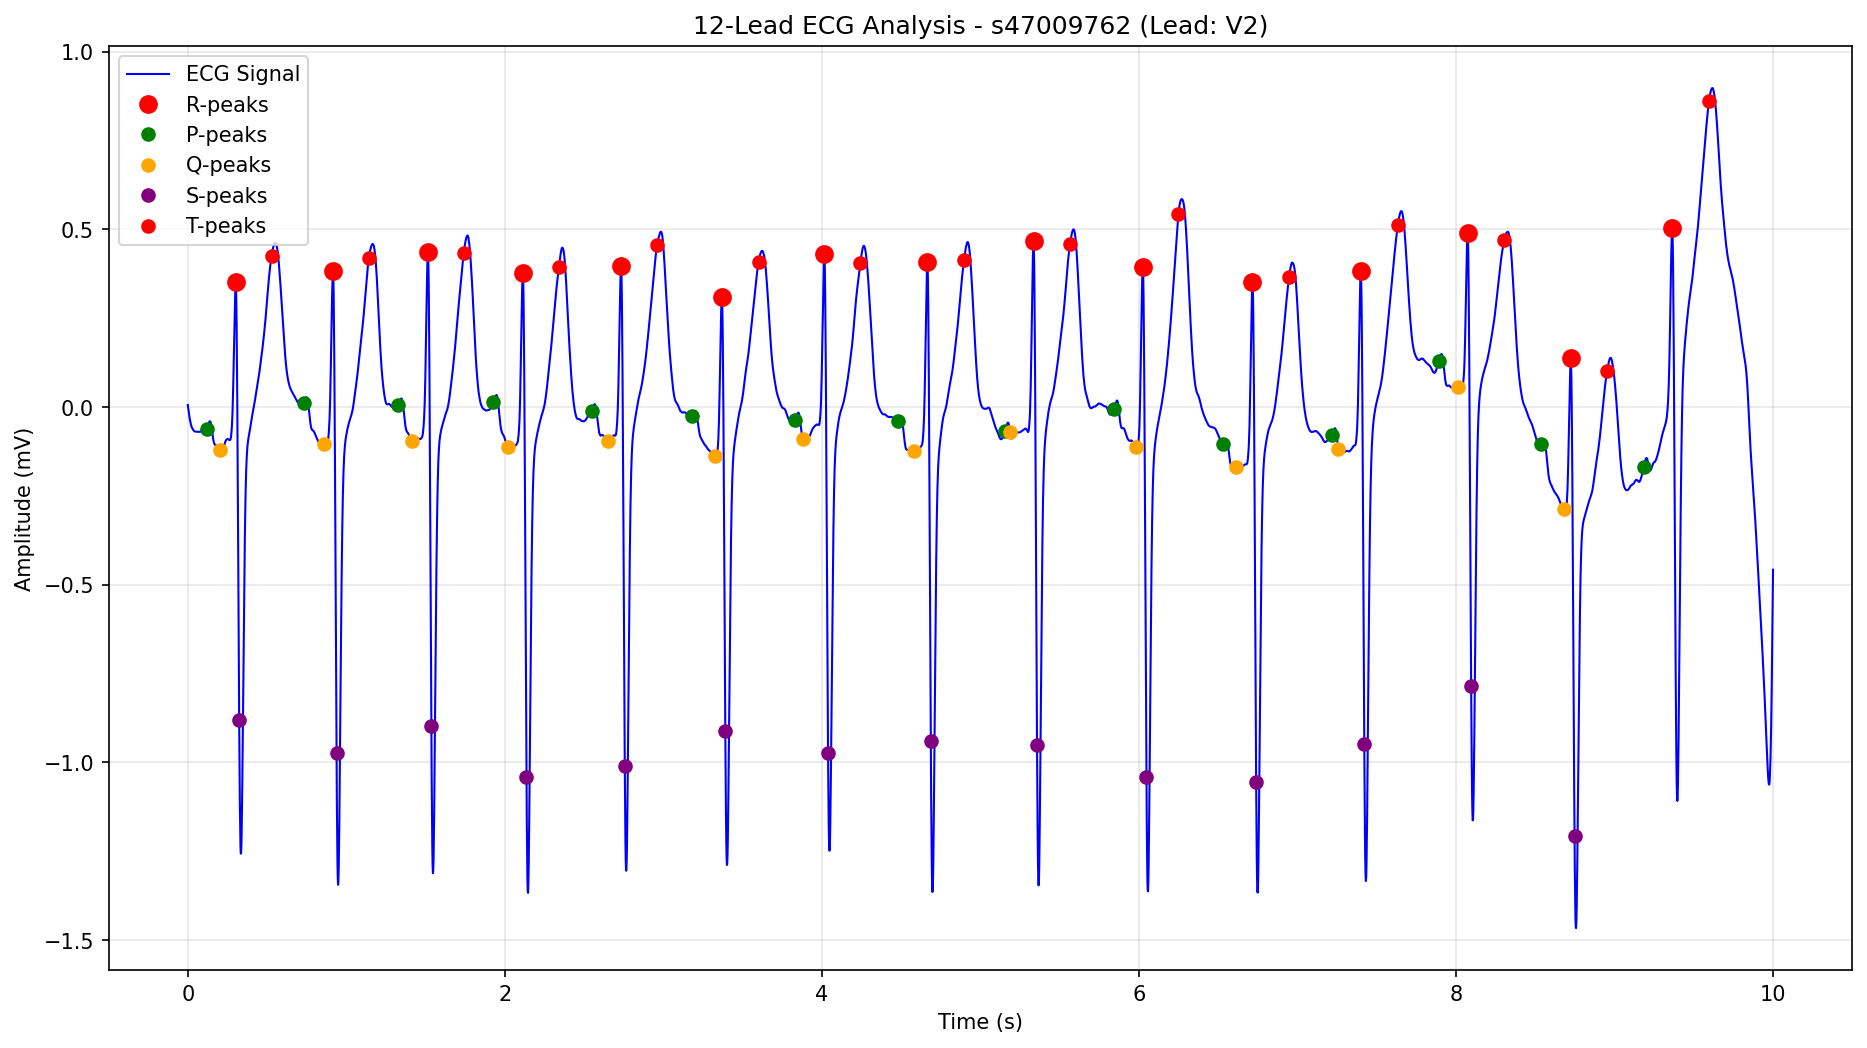 12-Lead ECG Analysis - s47009762 (Lead: V2)
ECG Signal
R-peaks
P-peaks
Q-peaks
S-peaks
T-peaks
1.0
0.5
0.0
−0.5
−1.0
−1.5
Amplitude (mV)
0 2 4 6 8 10
Time (s)